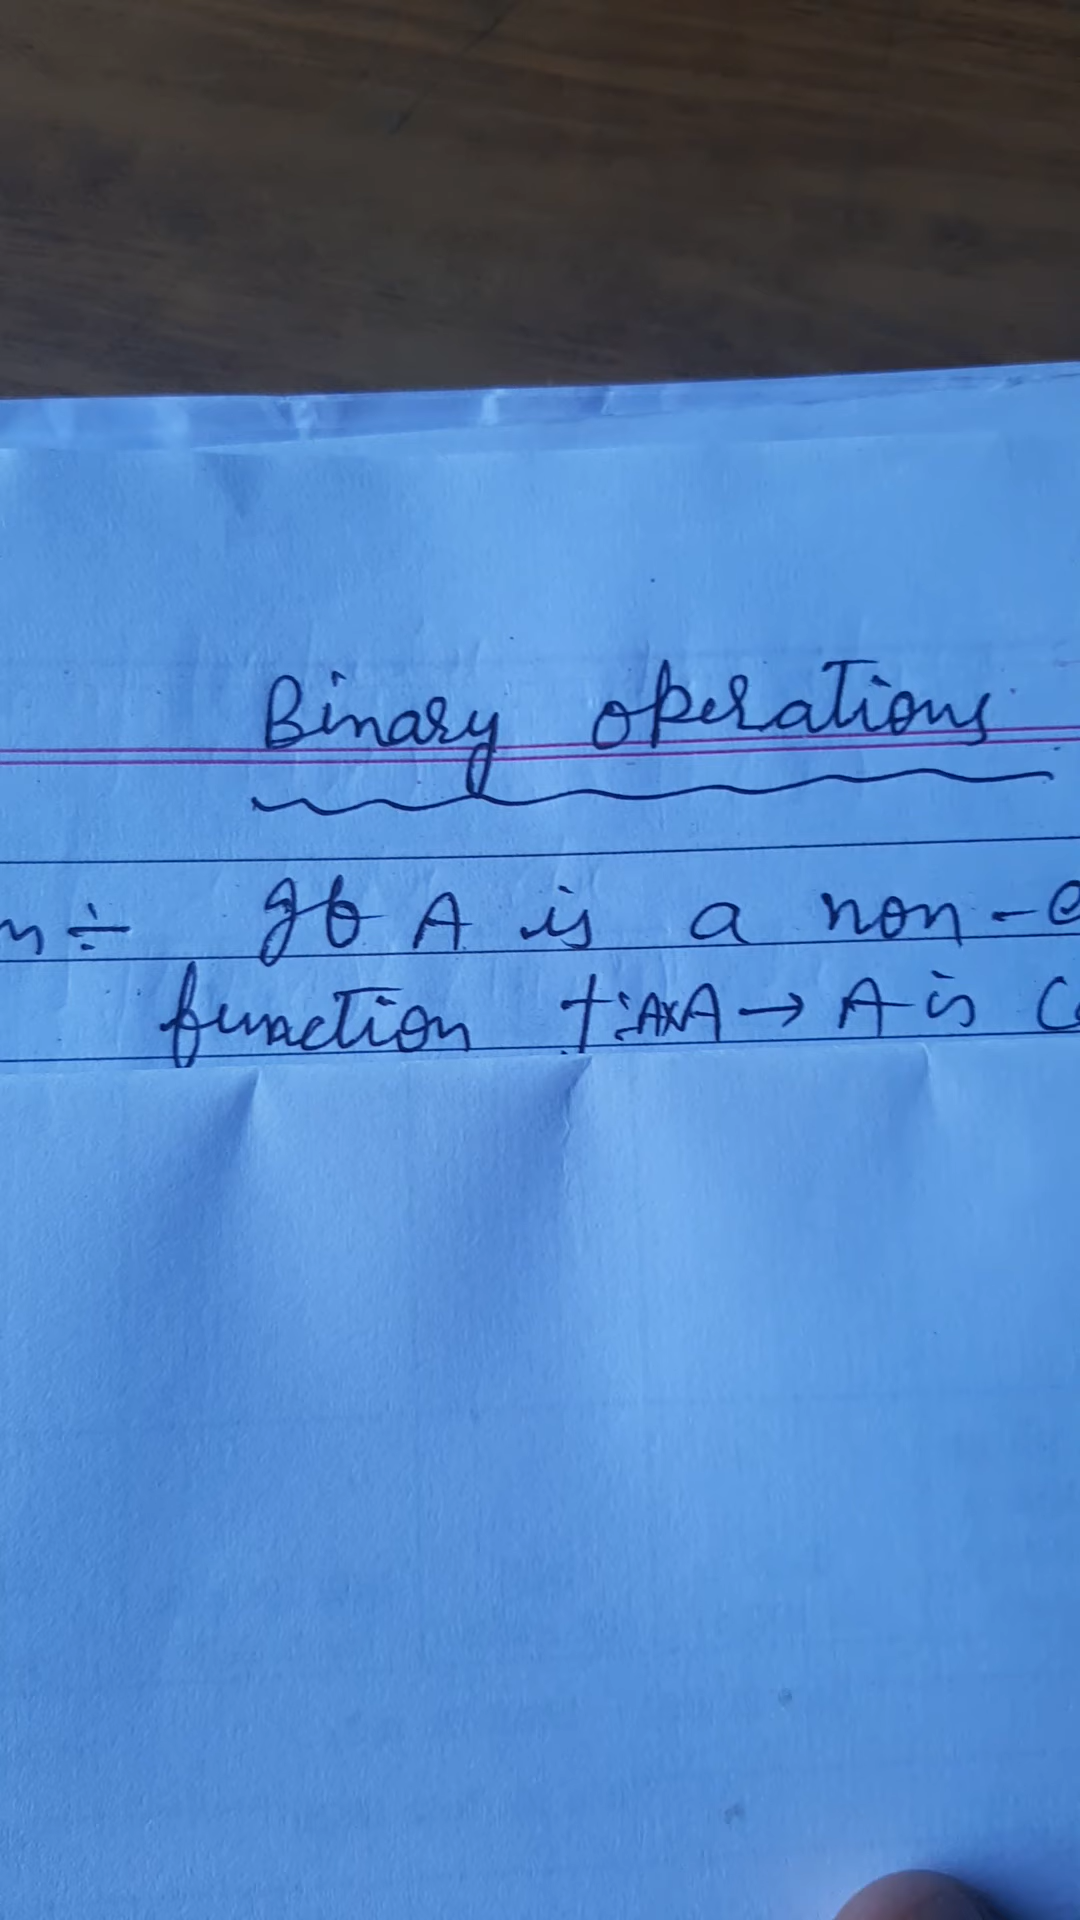 Binary operations
n ÷ If A is a non-e
function f:A×A→ A is C